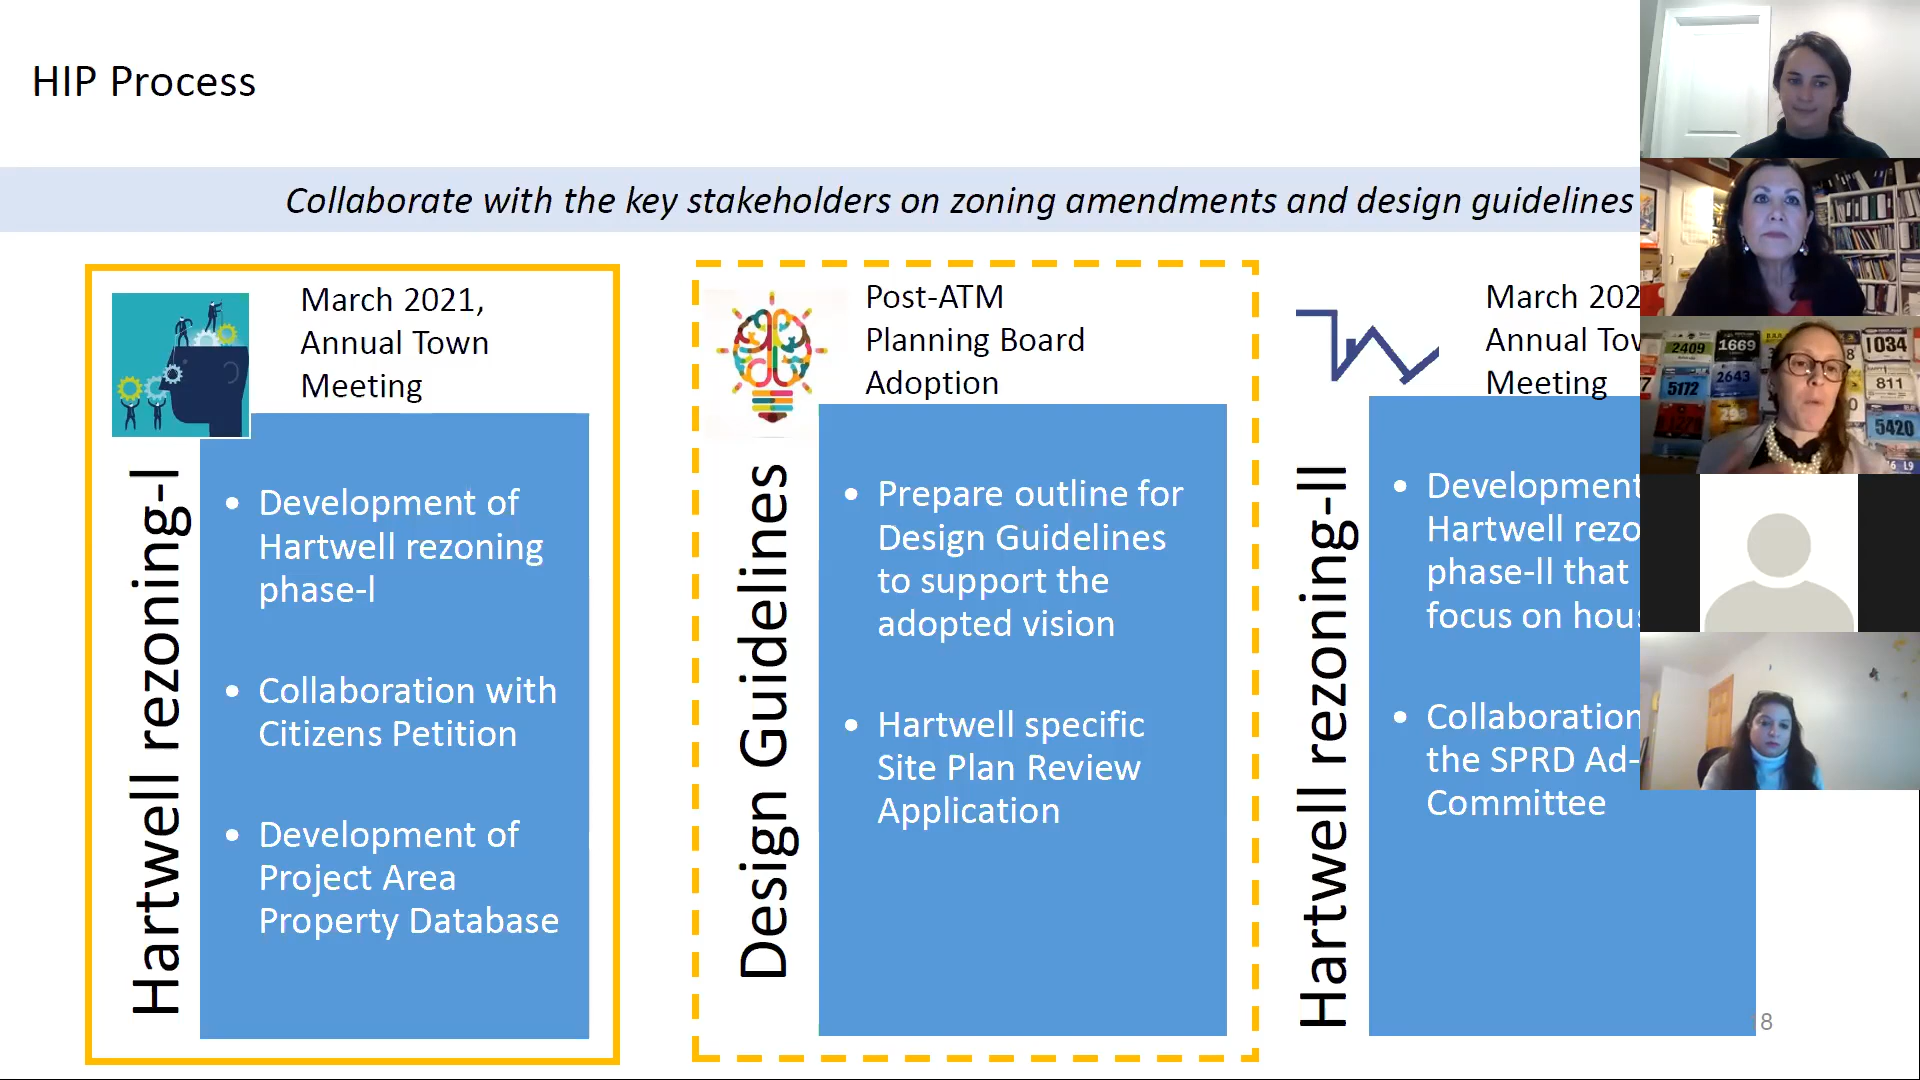 HIP Process
Collaborate with the key stakeholders on zoning amendments and design guidelines
March 2021,
Annual Town
Meeting
Hartwell rezoning-I
• Development of
Hartwell rezoning
phase-I
• Collaboration with
Citizens Petition
• Development of
Project Area
Property Database
Post-ATM
Planning Board
Adoption
Design Guidelines
• Prepare outline for
Design Guidelines
to support the
adopted vision
• Hartwell specific
Site Plan Review
Application
March 202
Annual Tow
Meeting
Hartwell rezoning-II
• Development
Hartwell rezo
phase-II that
focus on hou
• Collaboration
the SPRD Ad-
Committee
8
2409
1669
1034
5172
2643
811
5420